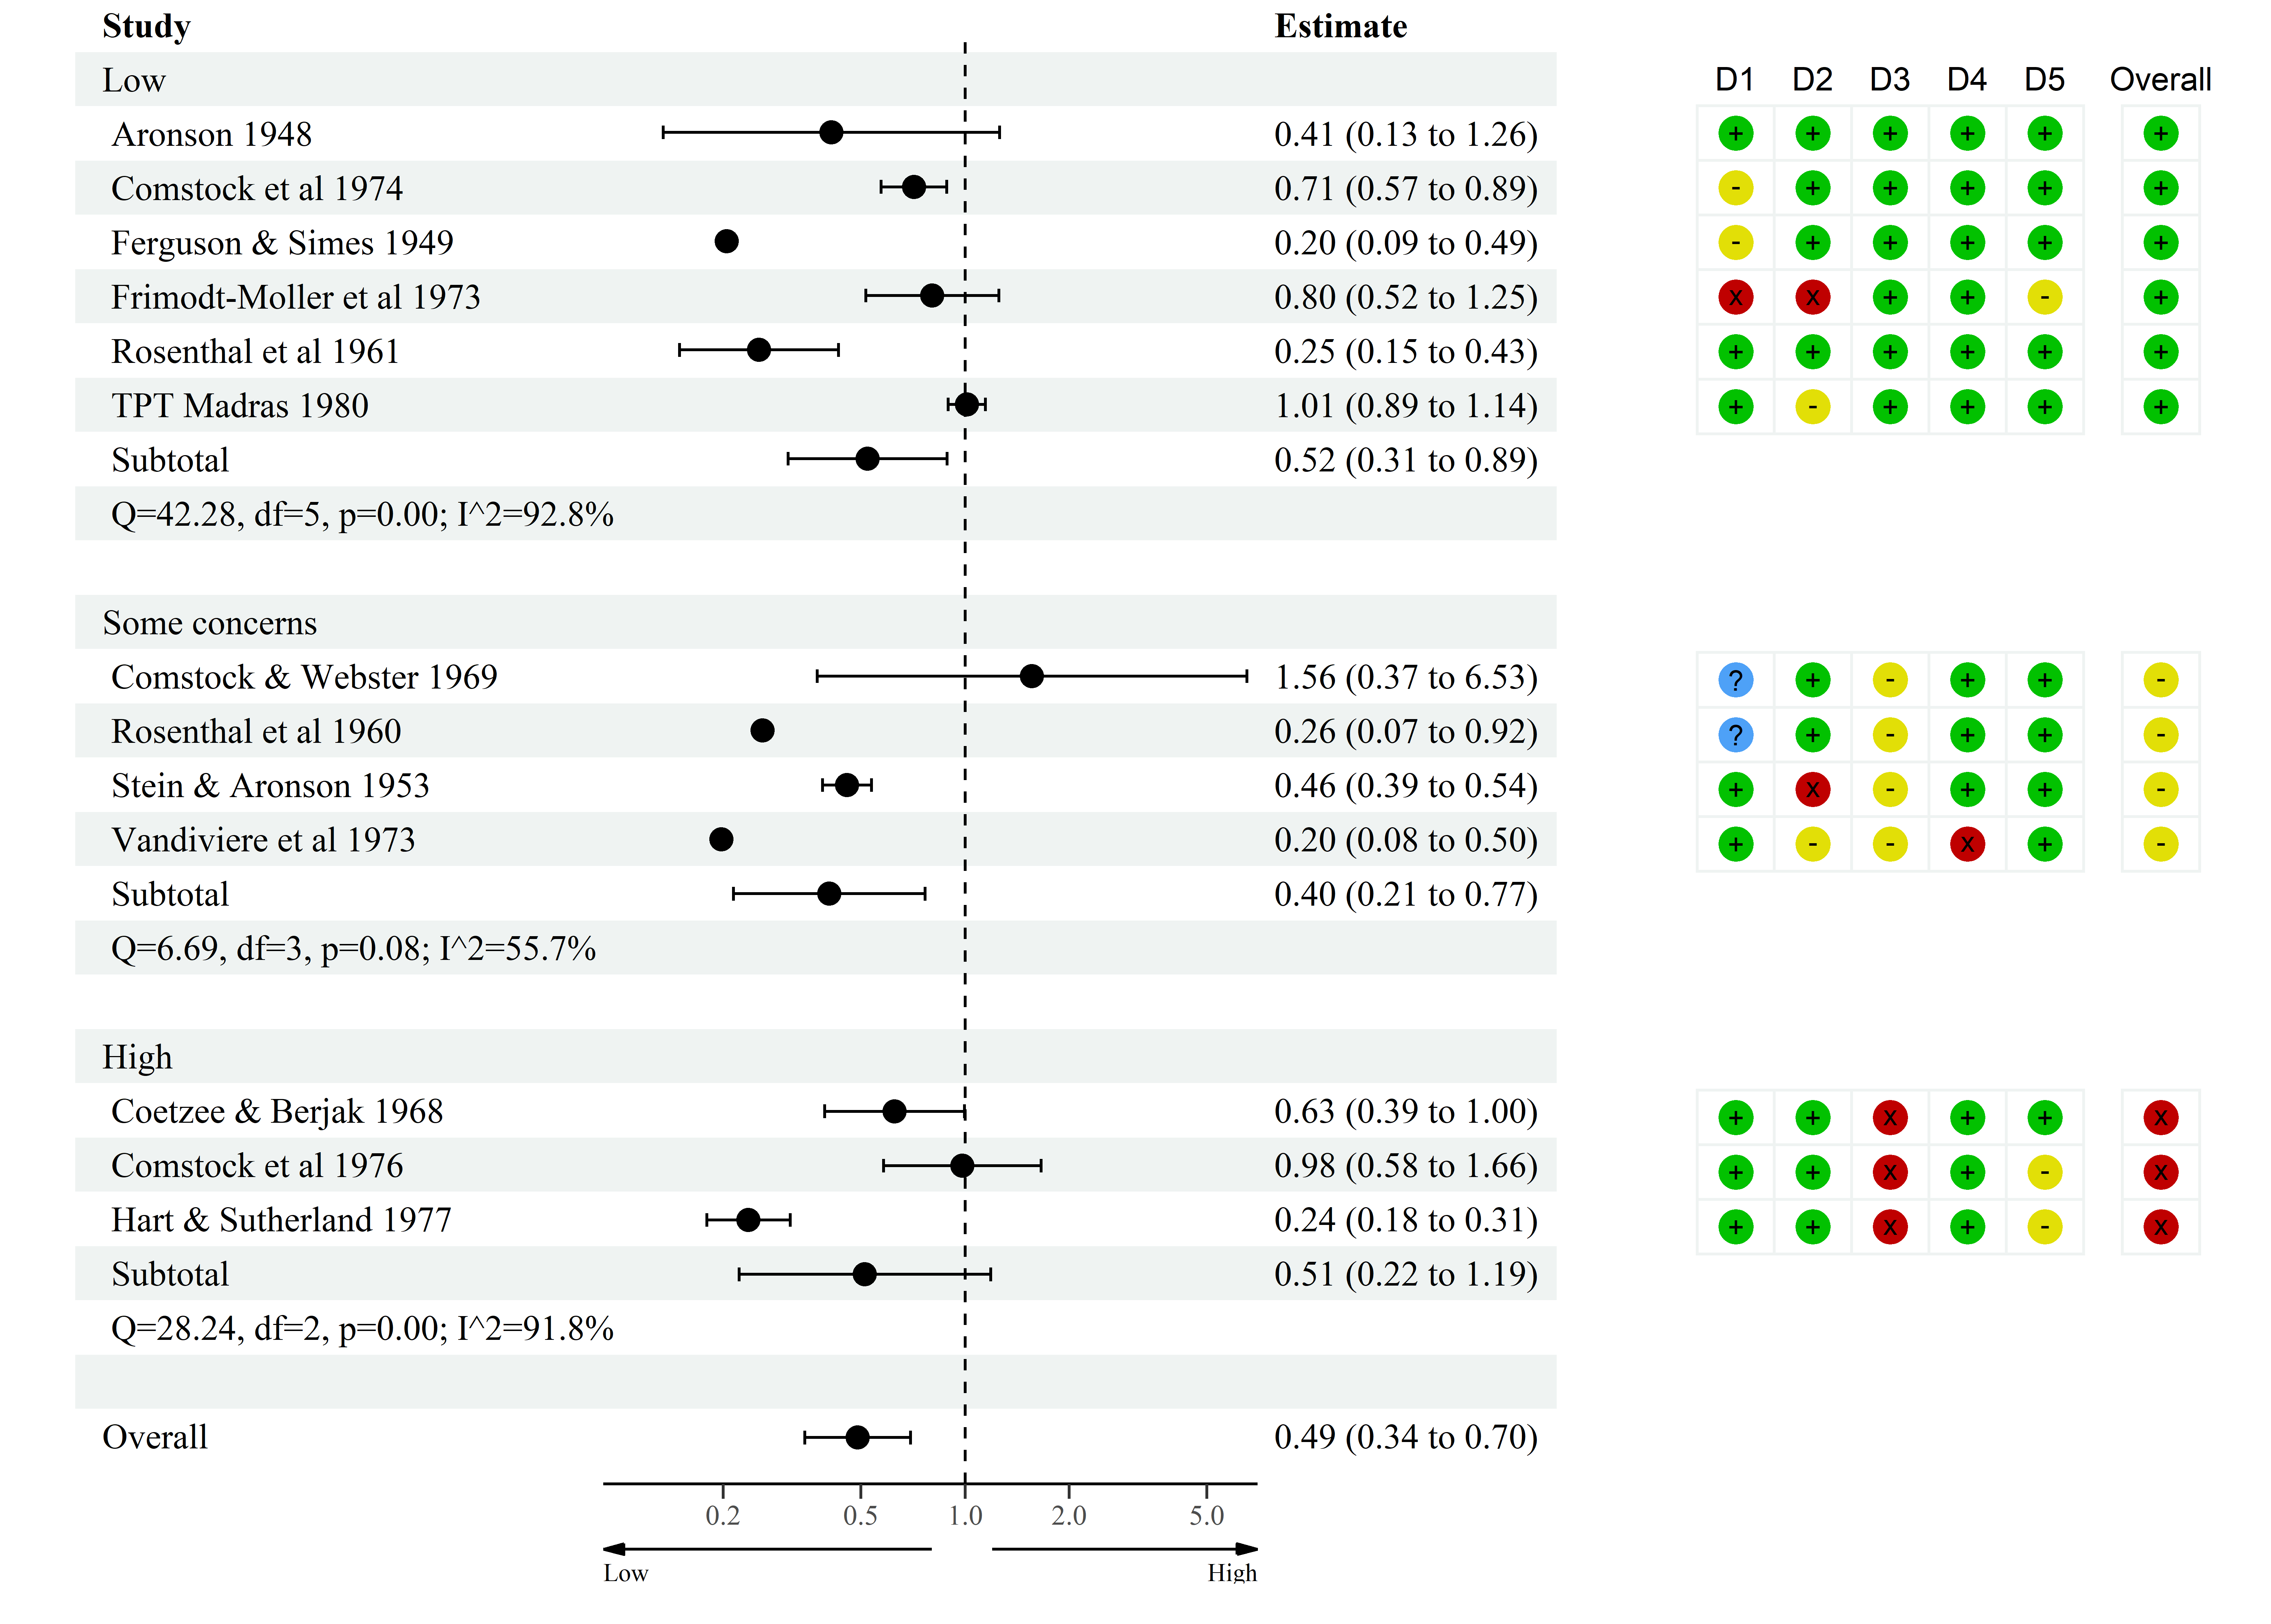 Study Estimate
Low D1 D2 D3 D4 D5 Overall
Aronson 1948 0.41 (0.13 to 1.26) + + + + + +
Comstock et al 1974 0.71 (0.57 to 0.89) - + + + + +
Ferguson & Simes 1949 0.20 (0.09 to 0.49) - + + + + +
Frimodt-Moller et al 1973 0.80 (0.52 to 1.25) X X + + - +
Rosenthal et al 1961 0.25 (0.15 to 0.43) + + + + + +
TPT Madras 1980 1.01 (0.89 to 1.14) + - + + + +
Subtotal 0.52 (0.31 to 0.89)
Q=42.28, df=5, p=0.00; I^2=92.8%
Some concerns
Comstock & Webster 1969 1.56 (0.37 to 6.53) ? + - + + -
Rosenthal et al 1960 0.26 (0.07 to 0.92) ? + - + + -
Stein & Aronson 1953 0.46 (0.39 to 0.54) + X - + + -
Vandiviere et al 1973 0.20 (0.08 to 0.50) + - - X + -
Subtotal 0.40 (0.21 to 0.77)
Q=6.69, df=3, p=0.08; I^2=55.7%
High
Coetzee & Berjak 1968 0.63 (0.39 to 1.00) + + X + + X
Comstock et al 1976 0.98 (0.58 to 1.66) + + X + - X
Hart & Sutherland 1977 0.24 (0.18 to 0.31) + + X + - X
Subtotal 0.51 (0.22 to 1.19)
Q=28.24, df=2, p=0.00; I^2=91.8%
Overall 0.49 (0.34 to 0.70)
0.2 0.5 1.0 2.0 5.0
Low High